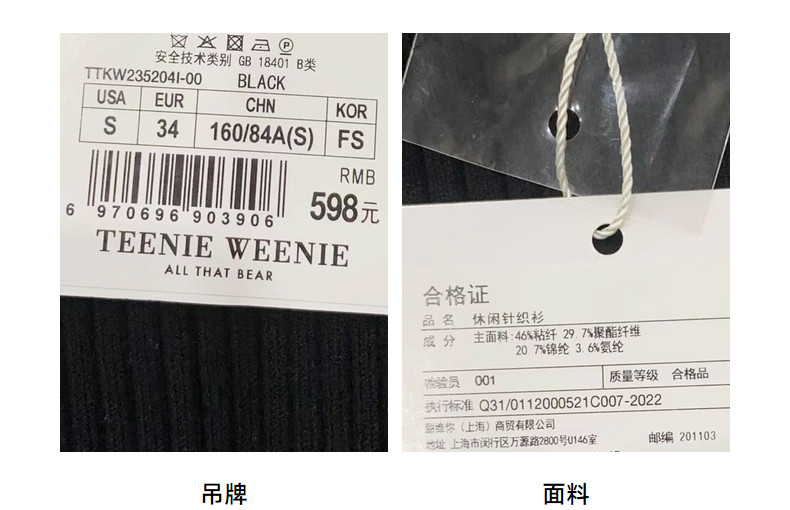 安全技术类别 GB 18401 B类
TTKW235204I-00 BLACK
USA EUR CHN KOR
S 34 160/84A(S) FS
RMB
598元
6 970696 903906
TEENIE WEENIE
ALL THAT BEAR
合格证
品名 休闲针织衫
成分 主面料:46%粘纤 29.7%聚酯纤维
20.7%锦纶 3.6%氨纶
检验员 001 质量等级 合格品
执行标准 Q31/0112000521C007-2022
(上海)商贸有限公司
地址 上海市闵行区万源路2800号U146室 邮编 201103
吊牌
面料